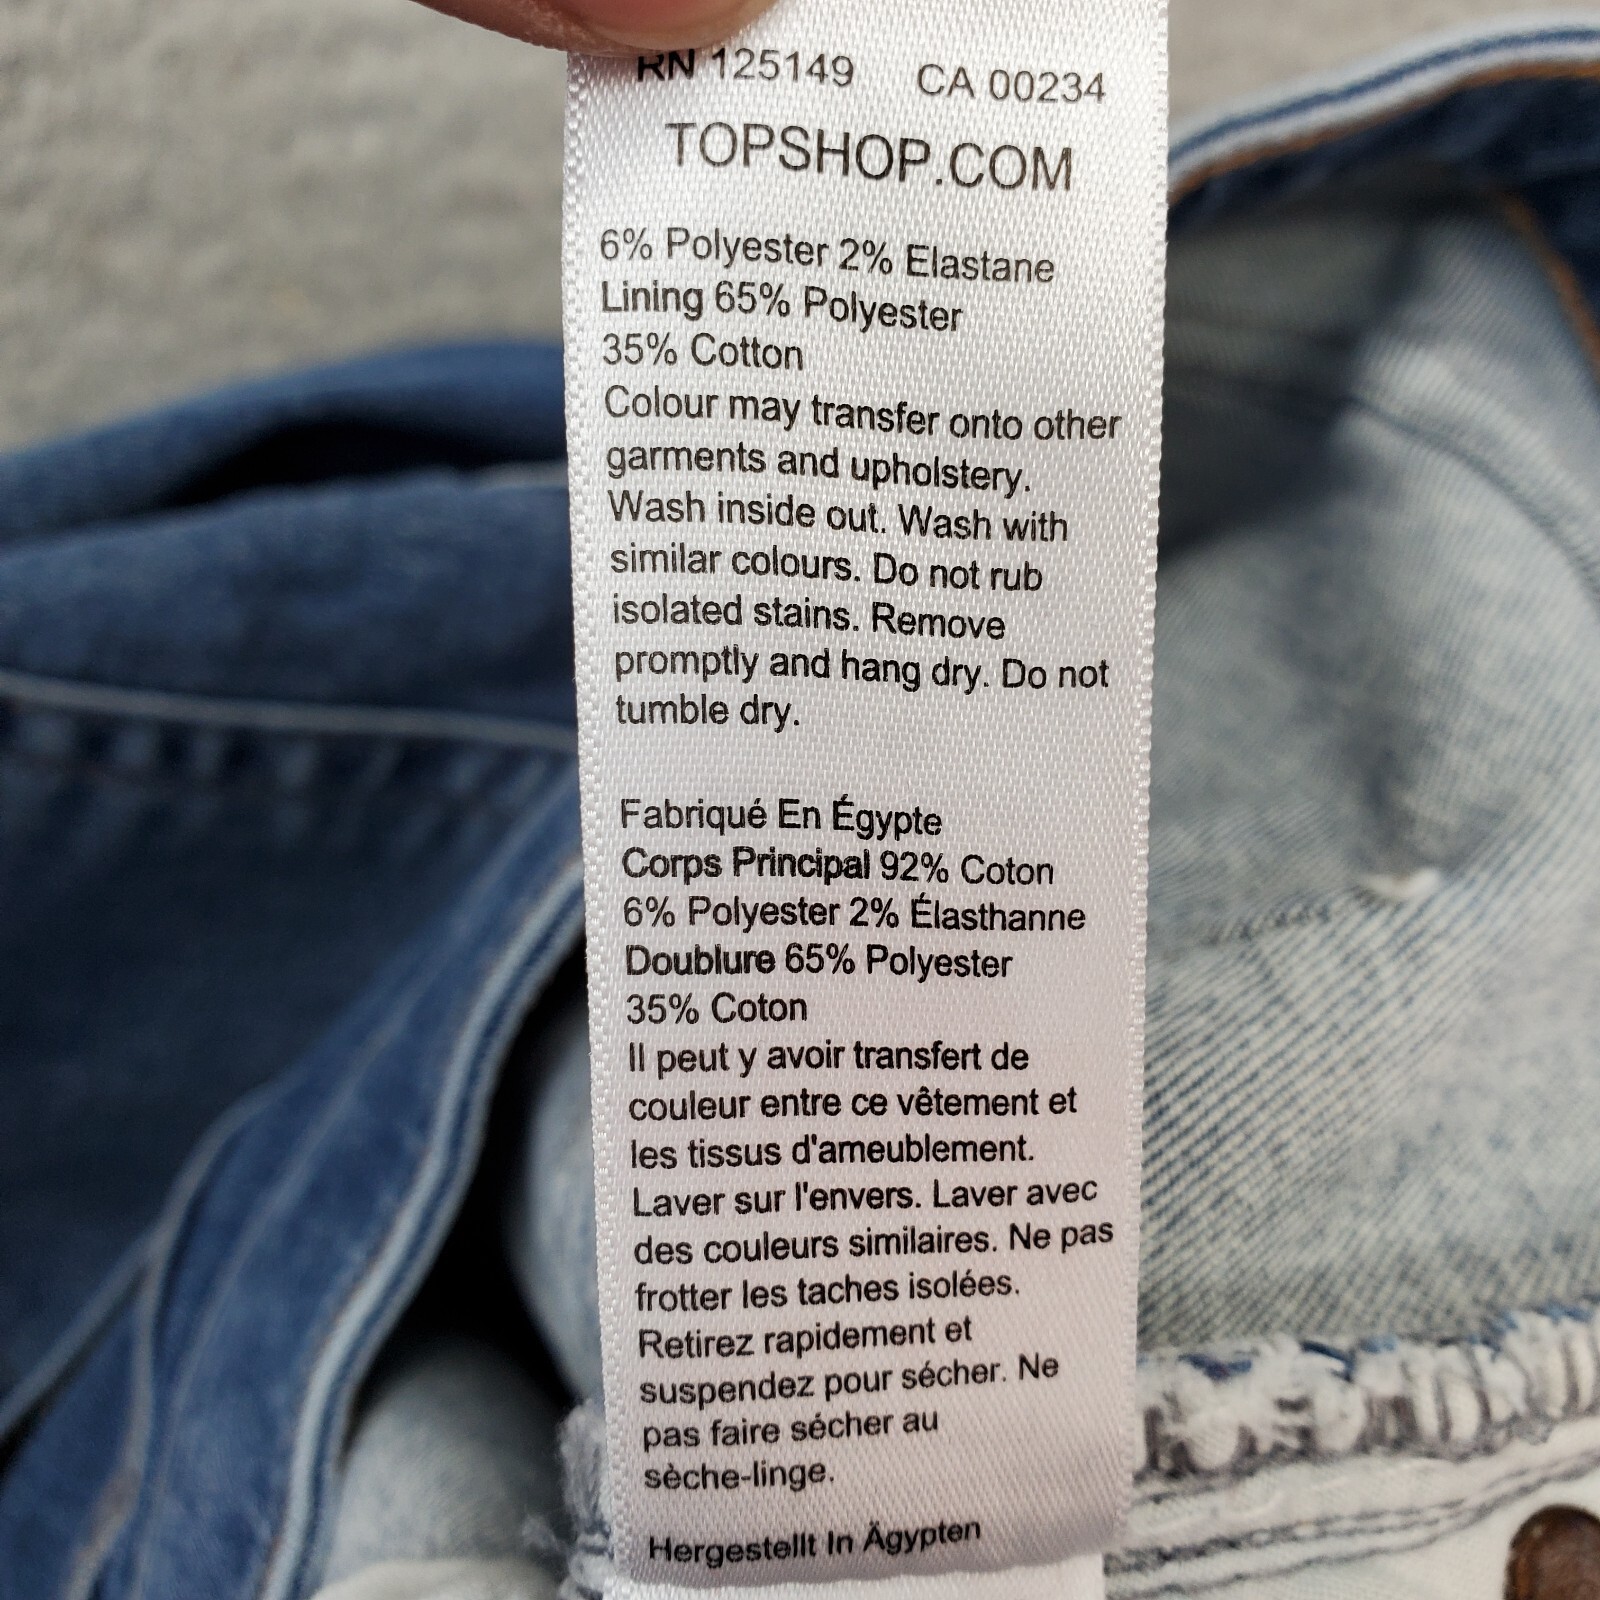 RN 125149 CA 00234
TOPSHOP.COM
6% Polyester 2% Elastane
Lining 65% Polyester
35% Cotton
Colour may transfer onto other
garments and upholstery.
Wash inside out. Wash with
similar colours. Do not rub
isolated stains. Remove
promptly and hang dry. Do not
tumble dry.
Fabriqué En Égypte
Corps Principal 92% Coton
6% Polyester 2% Élasthanne
Doublure 65% Polyester
35% Coton
Il peut y avoir transfert de
couleur entre ce vêtement et
les tissus d'ameublement.
Laver sur l'envers. Laver avec
des couleurs similaires. Ne pas
frotter les taches isolées.
Retirez rapidement et
suspendez pour sécher. Ne
pas faire sécher au
sèche-linge.
Hergestellt In Ägypten